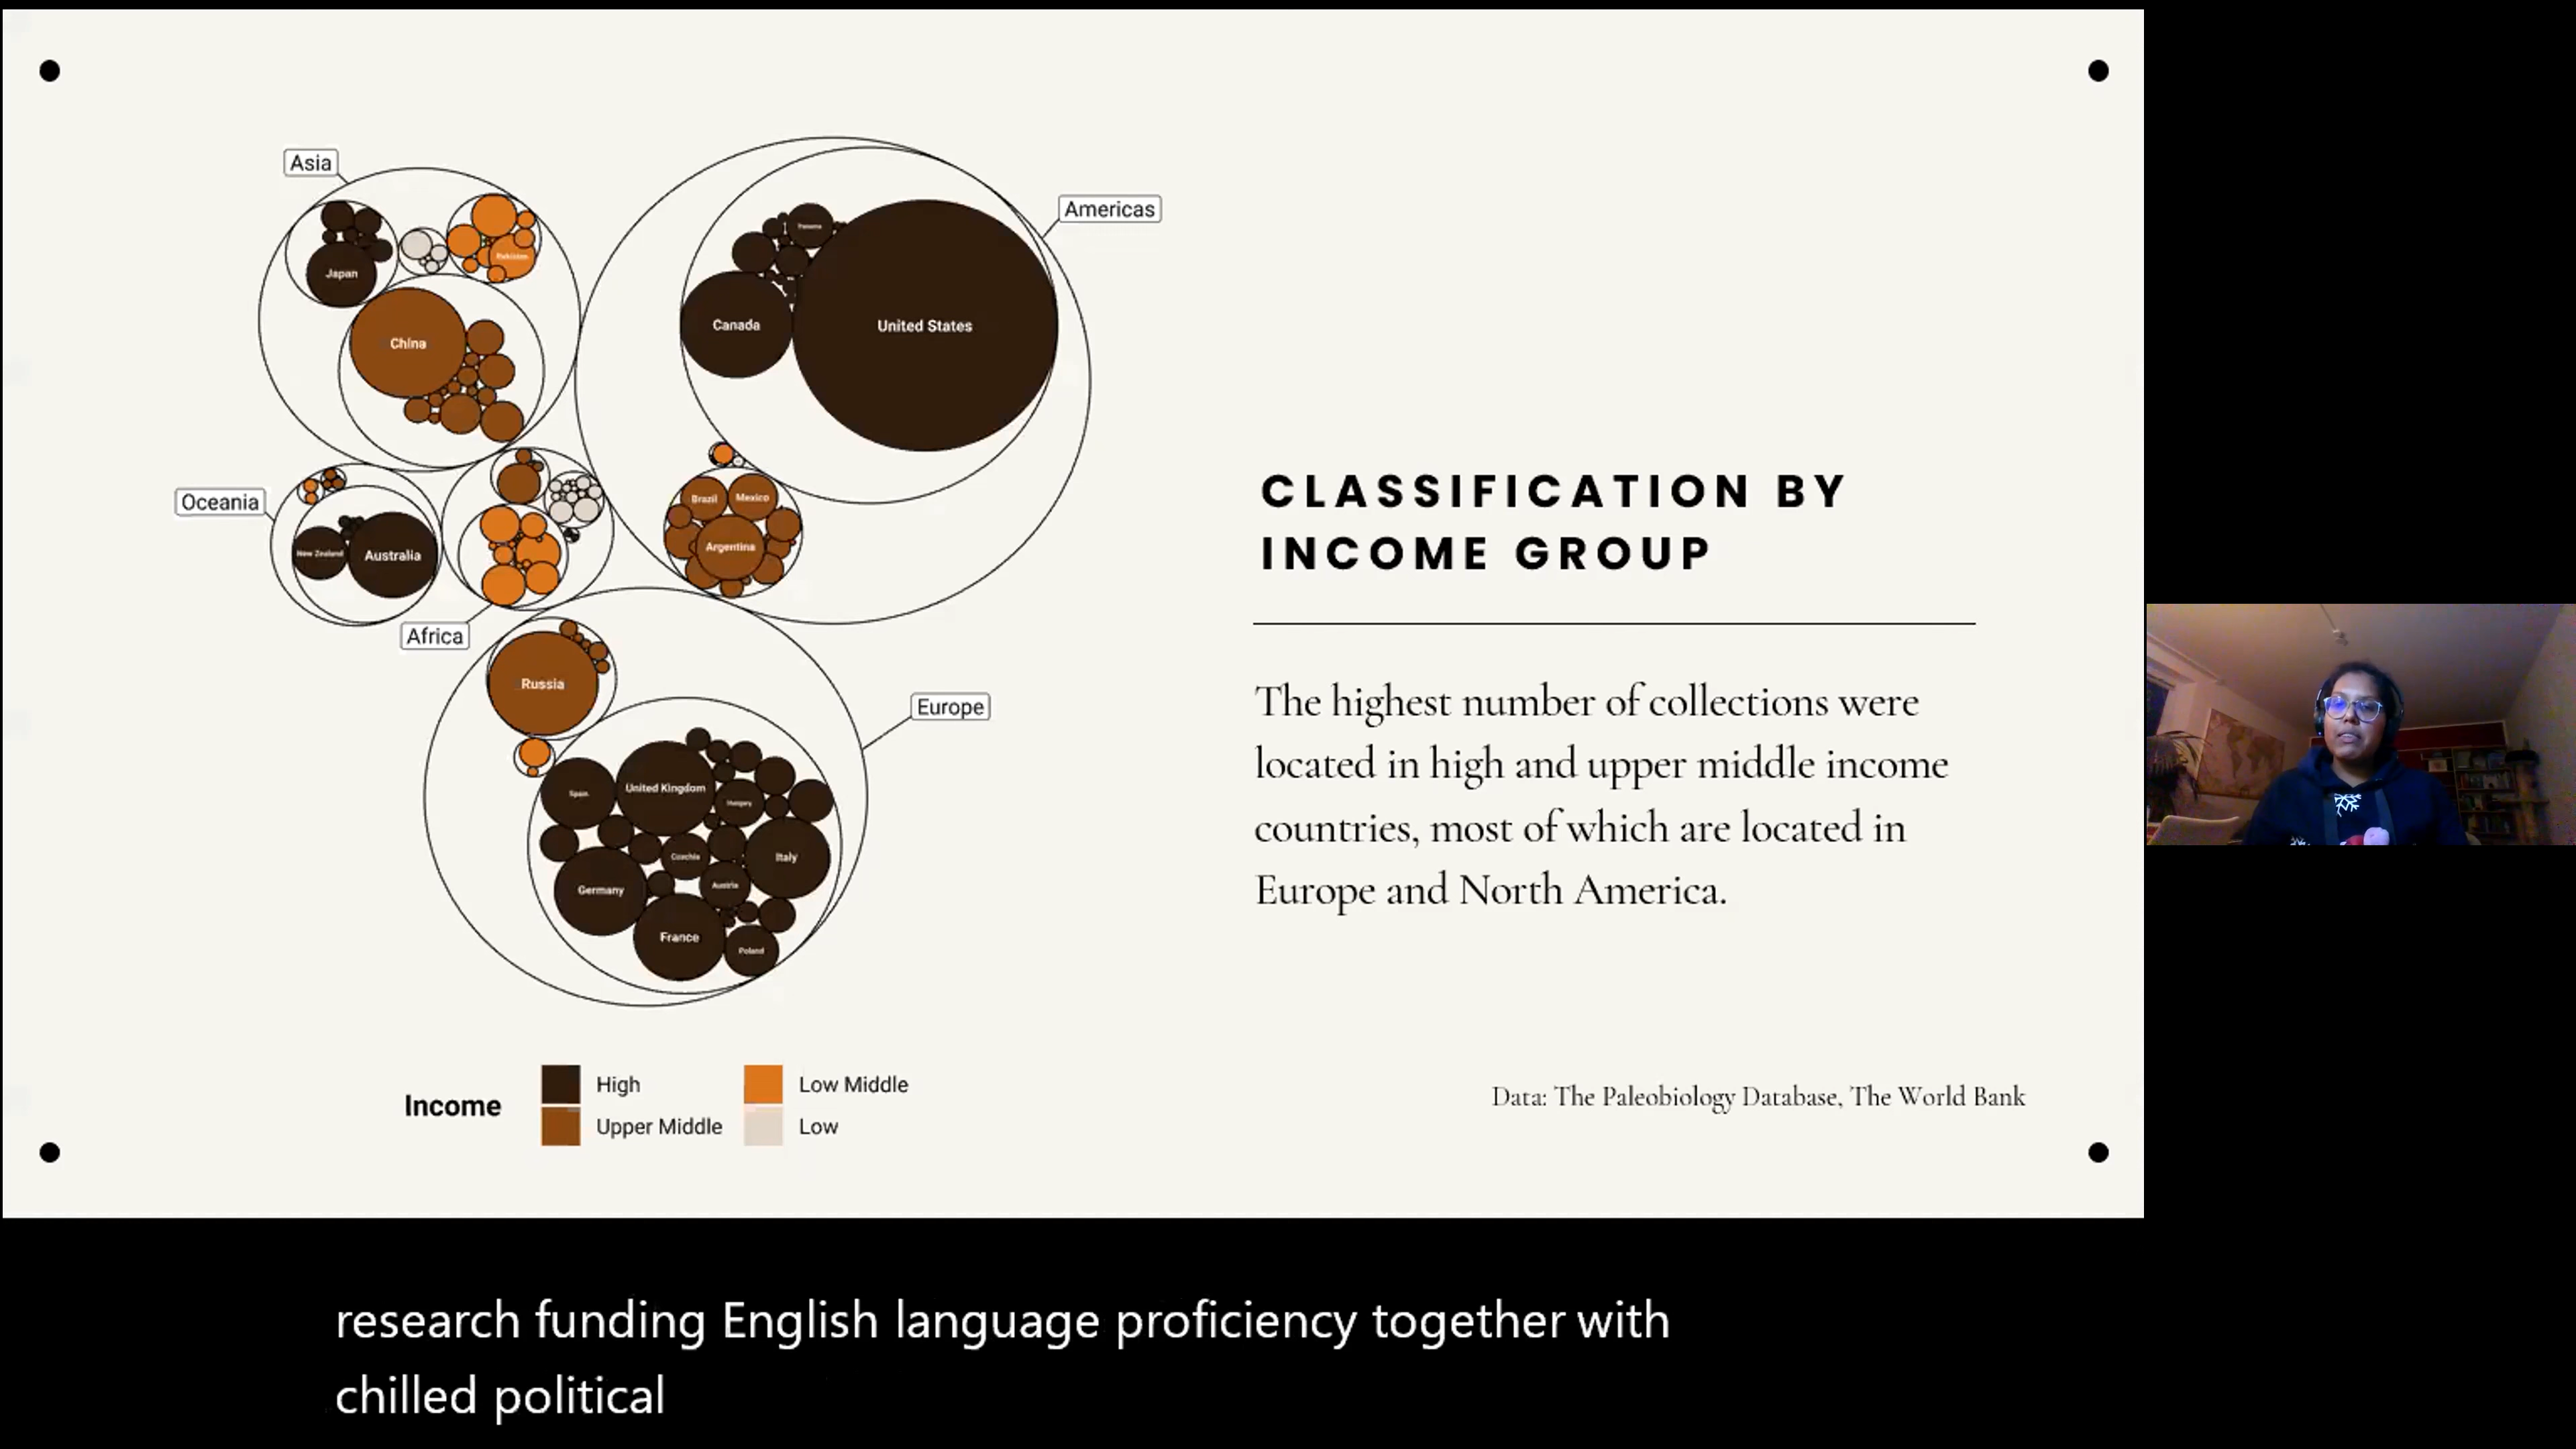 Asia
Americas
Panama
Japan
Pakistan
Canada
United States
China
Oceania
Brazil
Mexico
New Zealand
Australia
Argentina
Africa
Russia
Europe
Spain
United Kingdom
Hungary
Czechia
Italy
Germany
Austria
France
Poland
Income
High
Low Middle
Upper Middle
Low
CLASSIFICATION BY
INCOME GROUP
The highest number of collections were
located in high and upper middle income
countries, most of which are located in
Europe and North America.
Data: The Paleobiology Database, The World Bank
research funding English language proficiency together with
chilled political